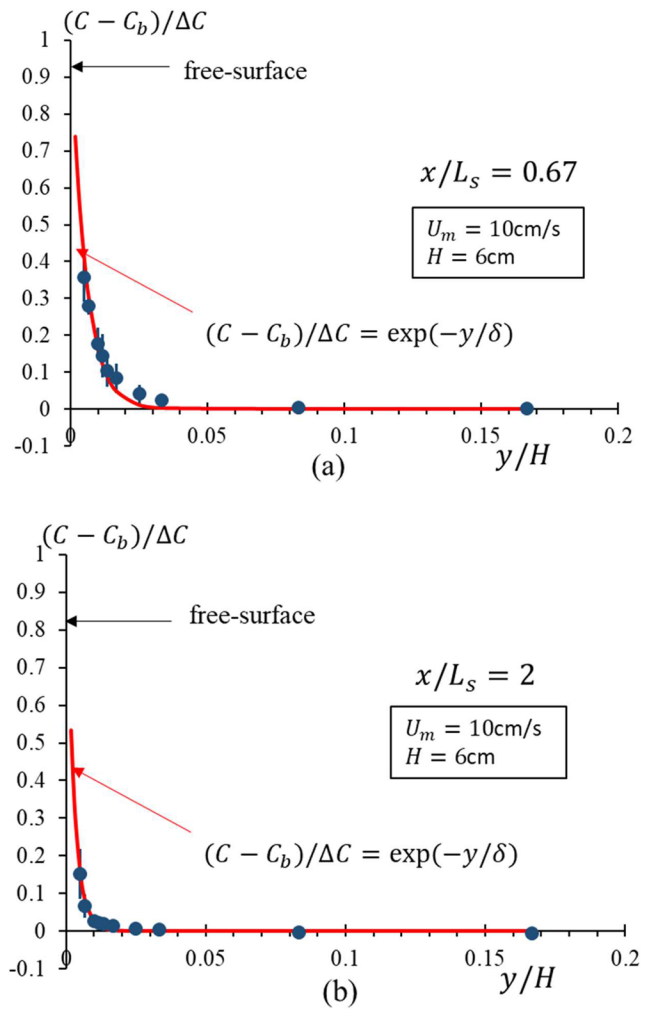 (C − C_b)/ΔC
1
0.9
free-surface
0.8
0.7
x/L_s = 0.67
0.6
0.5
U_m = 10cm/s
H = 6cm
0.4
0.3
(C − C_b)/ΔC = exp(−y/δ)
0.2
0.1
0
-0.1
0
0.05
0.1
0.15
0.2
y/H
(a)
(C − C_b)/ΔC
1
0.9
free-surface
0.8
0.7
x/L_s = 2
0.6
U_m = 10cm/s
H = 6cm
0.5
0.4
0.3
(C − C_b)/ΔC = exp(−y/δ)
0.2
0.1
0
-0.1
0
0.05
0.1
0.15
0.2
y/H
(b)